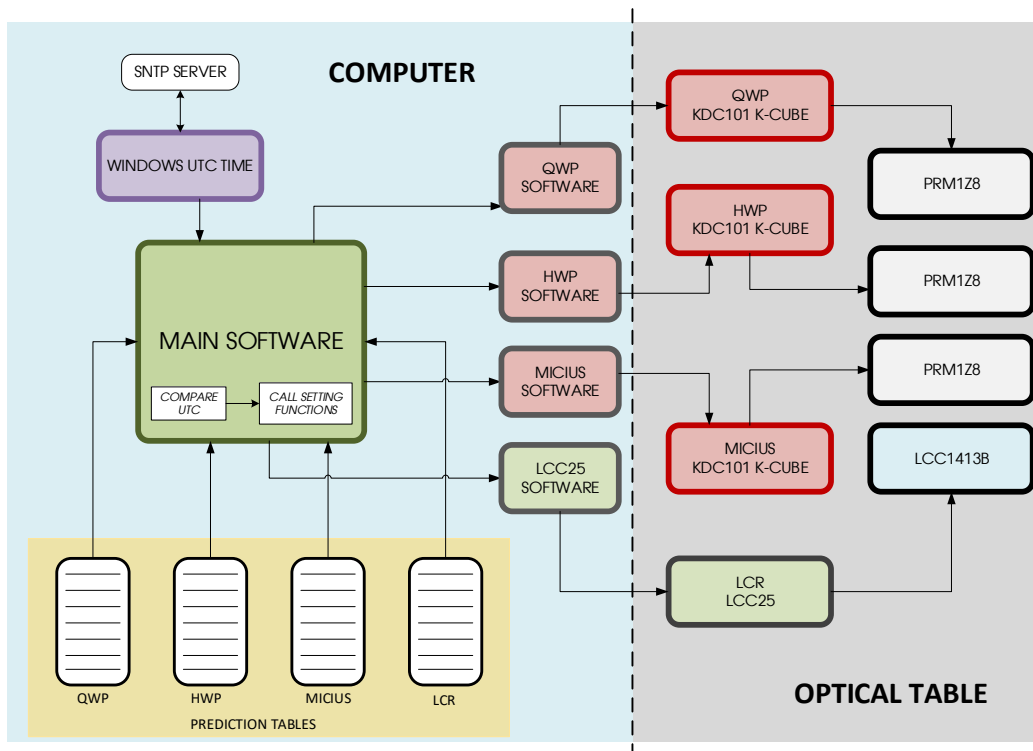 COMPUTER
SNTP SERVER
WINDOWS UTC TIME
MAIN SOFTWARE
COMPARE
UTC
CALL SETTING
FUNCTIONS
QWP
SOFTWARE
HWP
SOFTWARE
MICIUS
SOFTWARE
LCC25
SOFTWARE
QWP
HWP
MICIUS
LCR
PREDICTION TABLES
QWP
KDC101 K-CUBE
HWP
KDC101 K-CUBE
MICIUS
KDC101 K-CUBE
LCR
LCC25
PRM1Z8
PRM1Z8
PRM1Z8
LCC1413B
OPTICAL TABLE